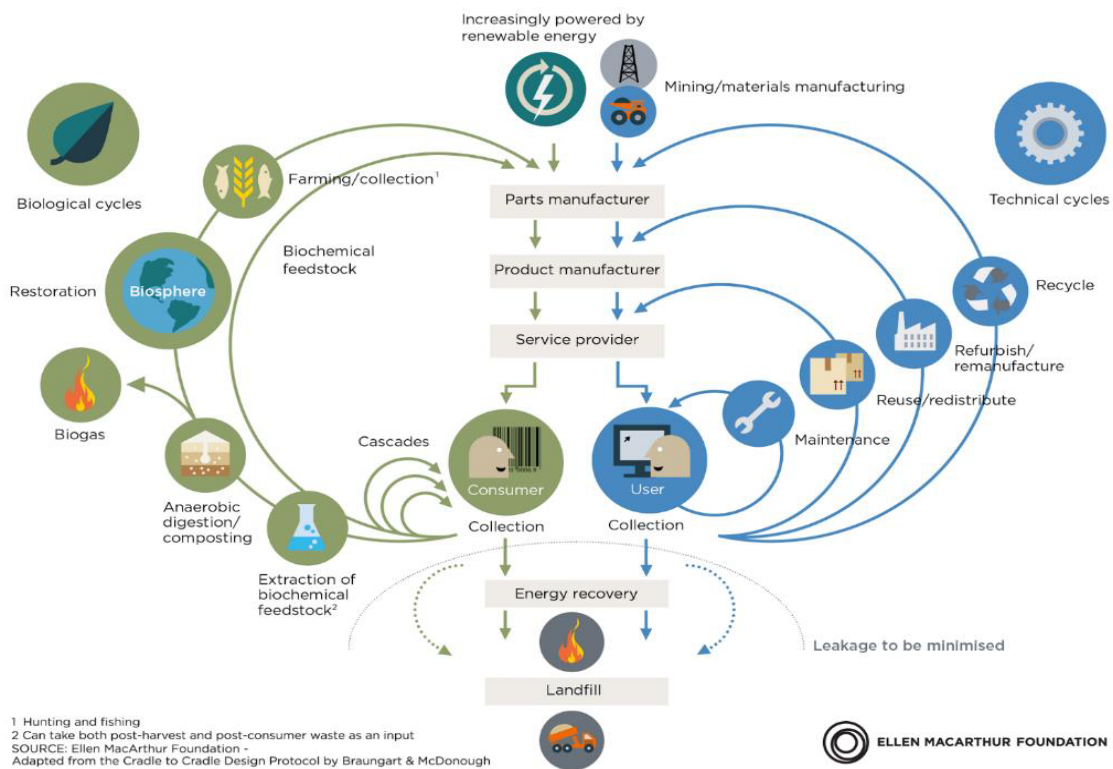 Increasingly powered by
renewable energy
Mining/materials manufacturing
Biological cycles
Technical cycles
Farming/collection¹
Parts manufacturer
Biochemical
feedstock
Product manufacturer
Restoration
Biosphere
Recycle
Service provider
Refurbish/
remanufacture
Biogas
Reuse/redistribute
Cascades
Maintenance
Consumer
User
Anaerobic
digestion/
composting
Collection
Collection
Extraction of
biochemical
feedstock²
Energy recovery
Leakage to be minimised
Landfill
1 Hunting and fishing
2 Can take both post-harvest and post-consumer waste as an input
SOURCE: Ellen MacArthur Foundation -
Adapted from the Cradle to Cradle Design Protocol by Braungart & McDonough
ELLEN MACARTHUR FOUNDATION